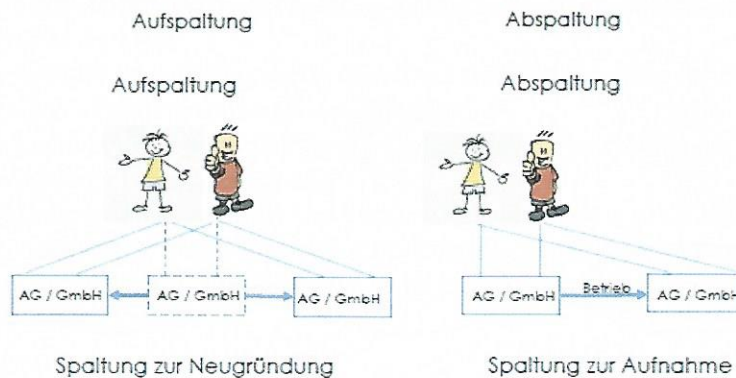 Aufspaltung
Abspaltung
Aufspaltung
Abspaltung
AG / GmbH
AG / GmbH
AG / GmbH
AG / GmbH
Betrieb
AG / GmbH
Spaltung zur Neugründung
Spaltung zur Aufnahme